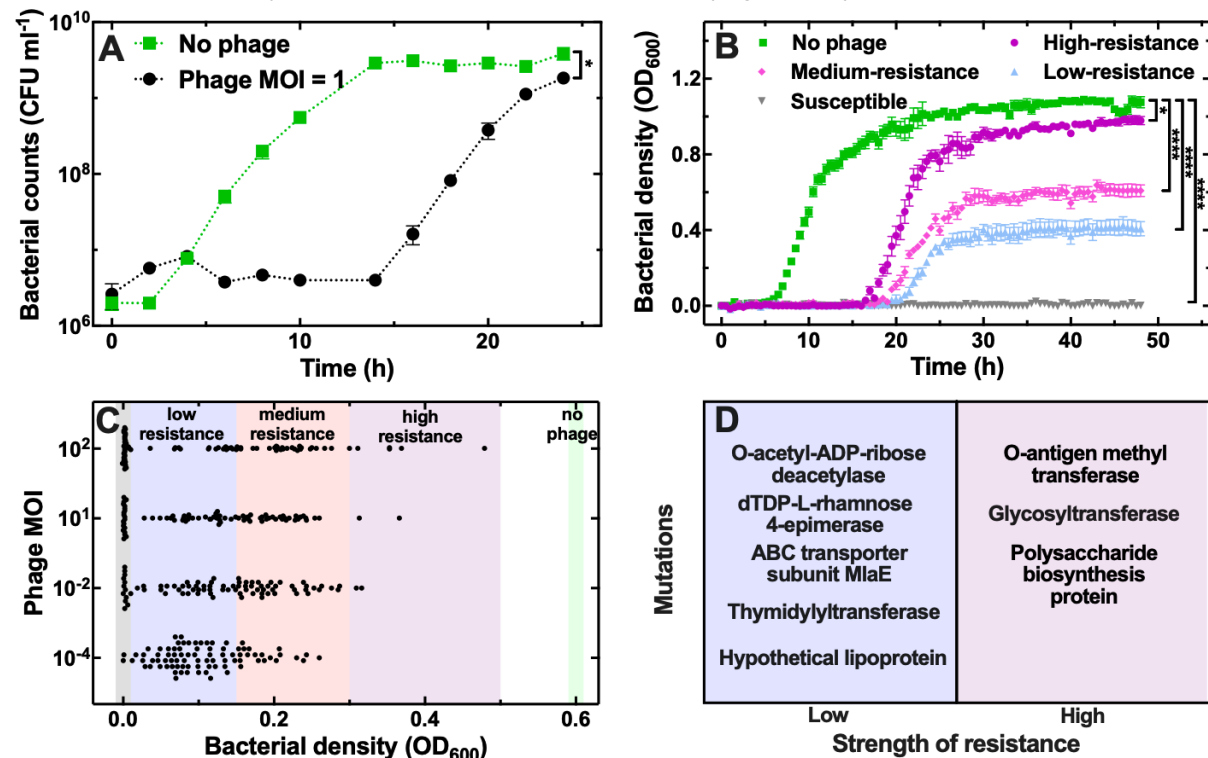 A
No phage
Phage MOI = 1
*
10^10
10^8
10^6
Bacterial counts (CFU ml^-1)
0
10
20
Time (h)
B
No phage
High-resistance
Medium-resistance
Low-resistance
Susceptible
*
****
****
****
1.2
0.8
0.4
0.0
Bacterial density (OD600)
0
10
20
30
40
50
Time (h)
C
low
resistance
medium
resistance
high
resistance
no
phage
10^2
10^1
10^-2
10^-4
Phage MOI
0.0
0.2
0.4
0.6
Bacterial density (OD600)
D
O-acetyl-ADP-ribose
deacetylase
dTDP-L-rhamnose
4-epimerase
ABC transporter
subunit MlaE
Thymidylyltransferase
Hypothetical lipoprotein
O-antigen methyl
transferase
Glycosyltransferase
Polysaccharide
biosynthesis
protein
Mutations
Low
High
Strength of resistance